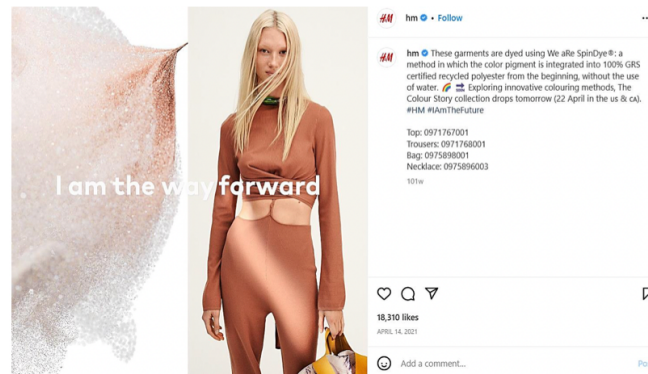 I am the way forward
H&M hm • Follow
H&M hm These garments are dyed using We aRe SpinDye®: a
method in which the color pigment is integrated into 100% GRS
certified recycled polyester from the beginning, without the use
of water. 🌈 Exploring innovative colouring methods, The
Colour Story collection drops tomorrow (22 April in the us & ca).
#HM #IAmTheFuture
Top: 0971767001
Trousers: 0971768001
Bag: 0975898001
Necklace: 0975896003
101w
18,310 likes
APRIL 14, 2021
Add a comment...
Po